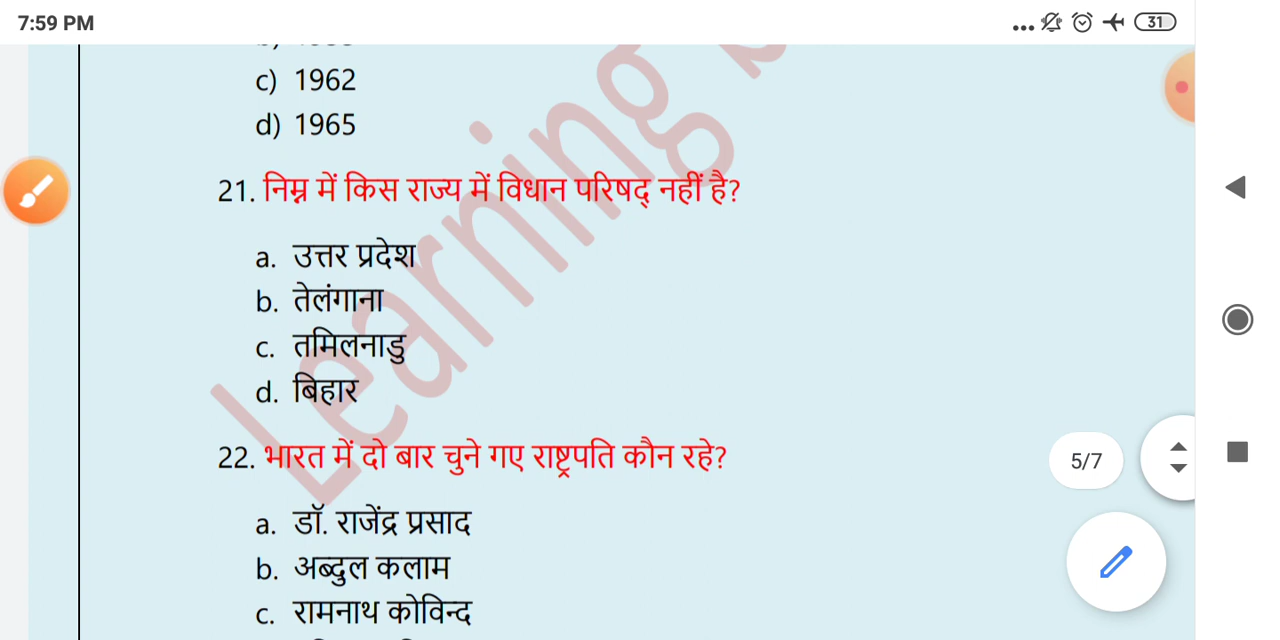 7:59 PM
31
c) 1962
d) 1965
21. निम्न में किस राज्य में विधान परिषद् नहीं है?
a. उत्तर प्रदेश
b. तेलंगाना
c. तमिलनाडु
d. बिहार
22. भारत में दो बार चुने गए राष्ट्रपति कौन रहे?
a. डॉ. राजेंद्र प्रसाद
b. अब्दुल कलाम
c. रामनाथ कोविन्द
5/7
Learning